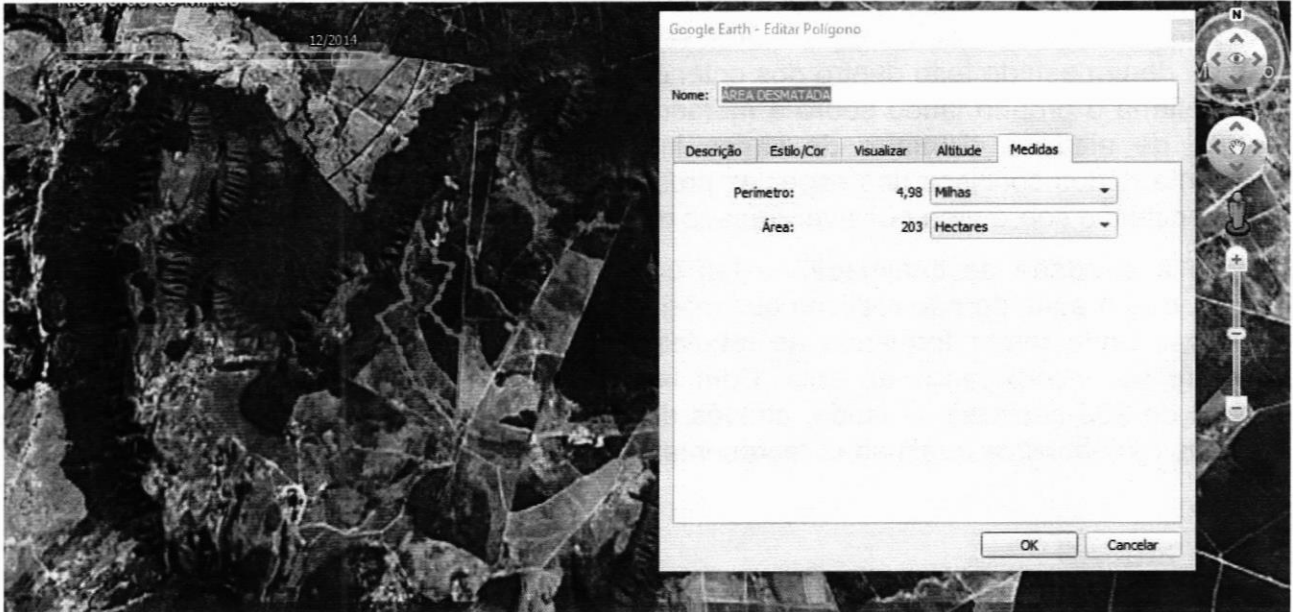 12/2014
Google Earth - Editar Polígono
Nome: ÁREA DESMATADA
Descrição Estilo/Cor Visualizar Altitude Medidas
Perímetro: 4,98 Milhas
Área: 203 Hectares
OK Cancelar
N
O